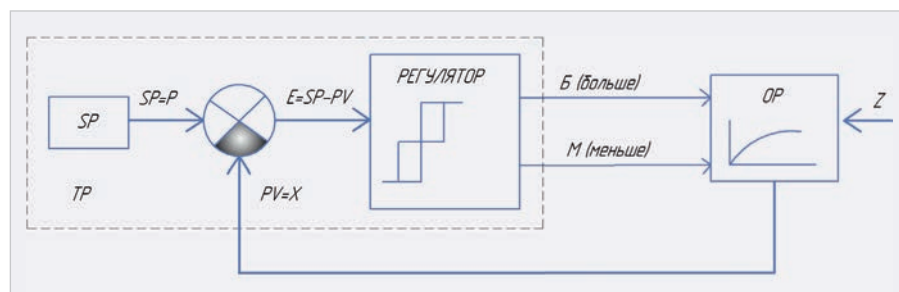 SP
SP=P
E=SP-PV
РЕГУЛЯТОР
Б (больше)
М (меньше)
ОР
Z
ТР
PV=X